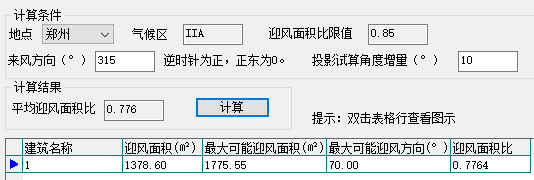 计算条件
地点 郑州 气候区 IIA 迎风面积比限值 0.85
来风方向(°) 315 逆时针为正，正东为0。 投影试算角度增量(°) 10
计算结果
平均迎风面积比 0.776 计算
提示：双击表格行查看图示
建筑名称 迎风面积(㎡) 最大可能迎风面积(㎡) 最大可能迎风方向(°) 迎风面积比
1 1378.60 1775.55 70.00 0.7764